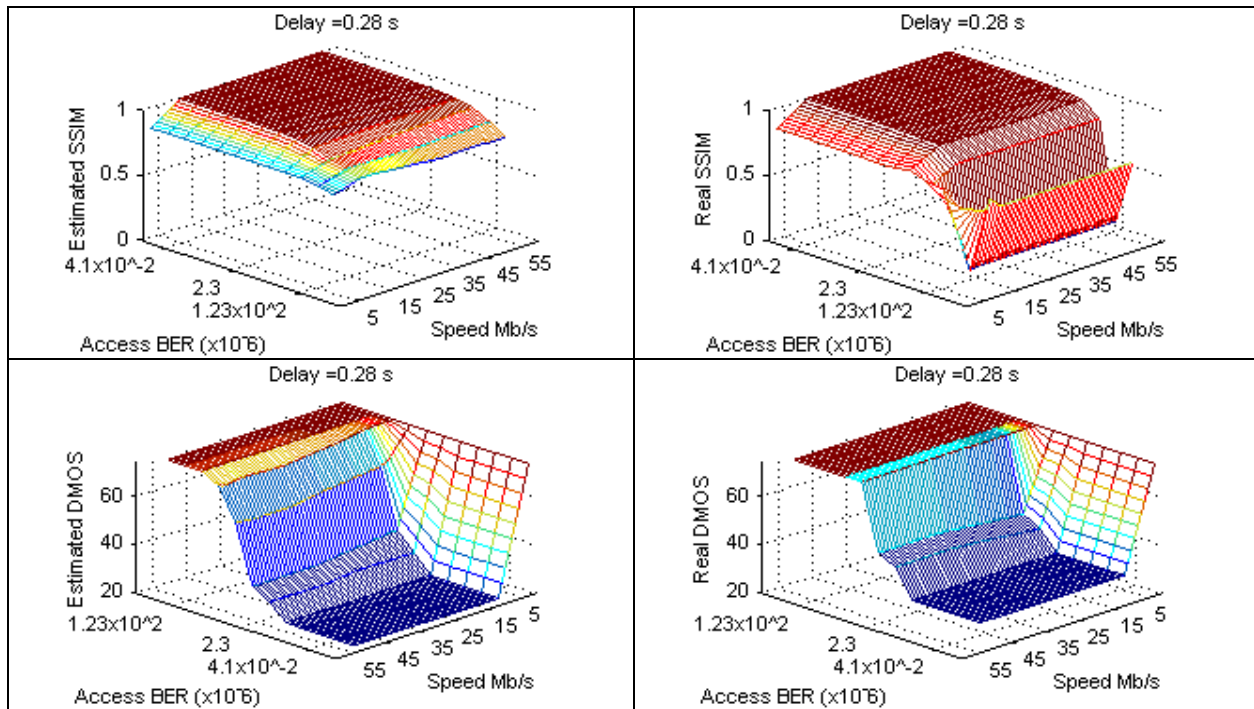 Delay =0.28 s
Estimated SSIM
1
0.5
0
4.1x10^-2
2.3
1.23x10^2
Access BER (x10^-6)
5
15
25
35
45
55
Speed Mb/s
Delay =0.28 s
Real SSIM
1
0.5
0
4.1x10^-2
2.3
1.23x10^2
Access BER (x10^-6)
5
15
25
35
45
55
Speed Mb/s
Delay =0.28 s
Estimated DMOS
60
40
20
1.23x10^2
2.3
4.1x10^-2
Access BER (x10^-6)
55
45
35
25
15
5
Speed Mb/s
Delay =0.28 s
Real DMOS
60
40
20
1.23x10^2
2.3
4.1x10^-2
Access BER (x10^-6)
55
45
35
25
15
5
Speed Mb/s